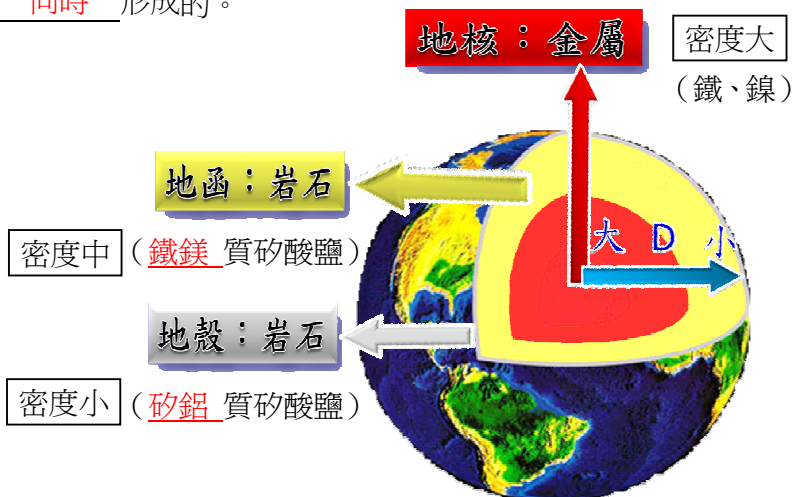 同時 形成的。
地核：金屬 密度大
（鐵、鎳）
地函：岩石
密度中（鐵鎂 質矽酸鹽）
大 D 小
地殼：岩石
密度小（矽鋁 質矽酸鹽）